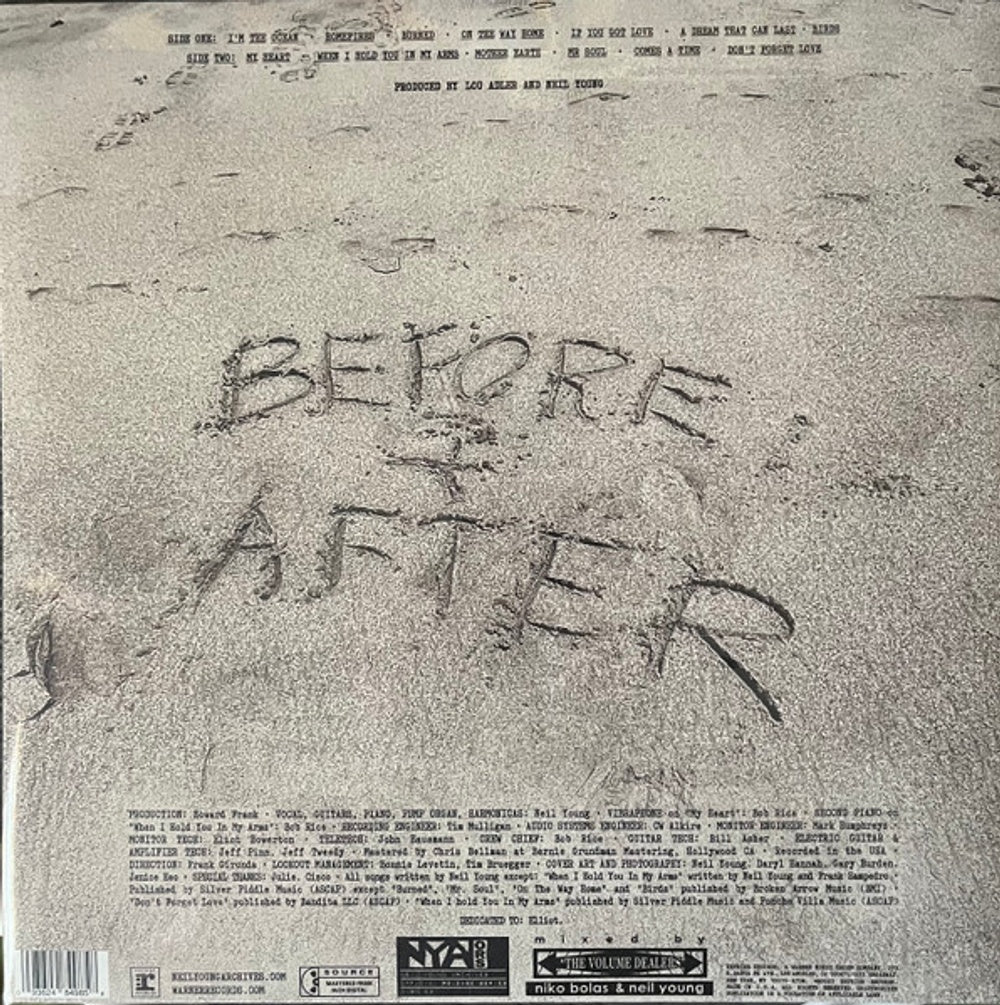 SIDE ONE: I'M THE OCEAN · HOMEFIRES · BURNED · ON THE WAY HOME · IF YOU GOT LOVE · A DREAM THAT CAN LAST · BIRDS
SIDE TWO: MY HEART · WHEN I HOLD YOU IN MY ARMS · MOTHER EARTH · MR SOUL · COMES A TIME · DON'T FORGET LOVE
PRODUCED BY LOU ADLER AND NEIL YOUNG
BEFORE
+
AFTER
PRODUCTION: Howard Frank · VOCAL, GUITARS, PIANO, PUMP ORGAN, HARMONICAS: Neil Young · VIBRAPHONE on "My Heart": Bob Rice · SECOND PIANO on
"When I Hold You In My Arms": Bob Rice · RECORDING ENGINEER: Tim Mulligan · AUDIO SYSTEMS ENGINEER: CW Alkire · MONITOR ENGINEER: Mark Humphreys ·
MONITOR TECH: Elint Howerton · TELETECH: John Hausmann · CREW CHIEF: Bob Rice · GUITAR TECH: Bill Asher · ELECTRIC GUITAR
AMPLIFIER TECH: Jeff Pinn, Jeff Tweedy · Mastered by Chris Bellman at Bernie Grundman Mastering, Hollywood CA · Recorded in the USA ·
DIRECTION: Frank Gironda · LOOKOUT MANAGEMENT: Bonnie Levetin, Tim Bruegger · COVER ART AND PHOTOGRAPHY: Neil Young, Daryl Hannah, Gary Burden,
Jenice Heo · SPECIAL THANKS: Julie, Cisco · All songs written by Neil Young except: "When I Hold You In My Arms" written by Neil Young and Frank Sampedro.
Published by Silver Fiddle Music (ASCAP) except "Burned", "Mr. Soul", "On The Way Home" and "Birds" published by Broken Arrow Music (BMI) ·
"Don't Forget Love" published by Bandita LLC (ASCAP) · "When I hold You In My Arms" published by Silver Fiddle Music and Poncho Villa Music (ASCAP)
DEDICATED TO: Elliot.
NYA
ORS
mixed by
"THE VOLUME DEALERS"
niko bolas & neil young
r
NEILYOUNGARCHIVES.COM
WARNERRECORDS.COM
SOURCE